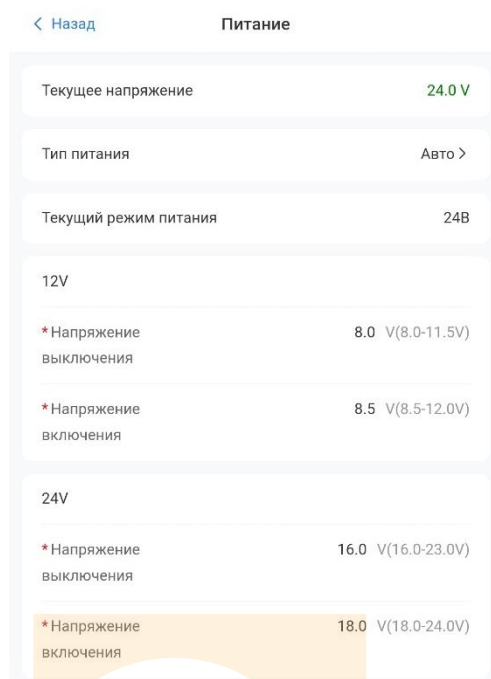 < Назад Питание
Текущее напряжение 24.0 V
Тип питания Авто >
Текущий режим питания 24В
12V
*Напряжение 8.0 V(8.0-11.5V)
выключения
*Напряжение 8.5 V(8.5-12.0V)
включения
24V
*Напряжение 16.0 V(16.0-23.0V)
выключения
*Напряжение 18.0 V(18.0-24.0V)
включения